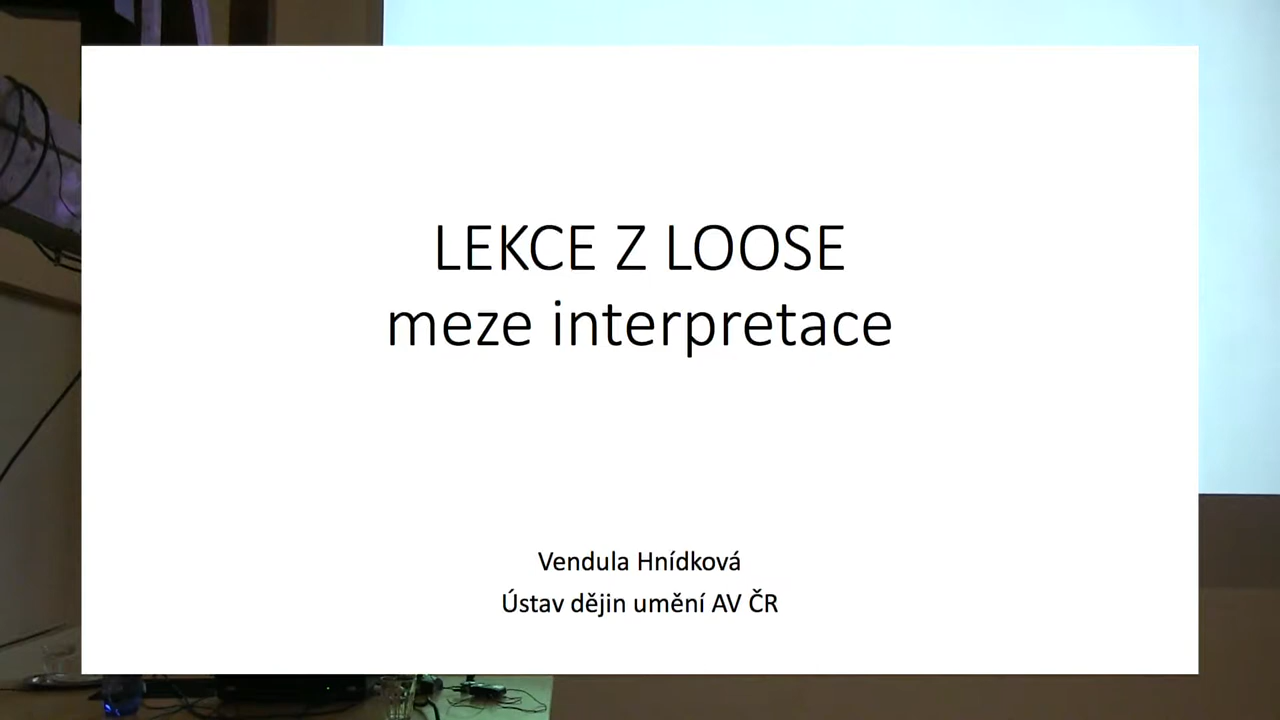 LEKCE Z LOOSE
meze interpretace
Vendula Hnídková
Ústav dějin umění AV ČR